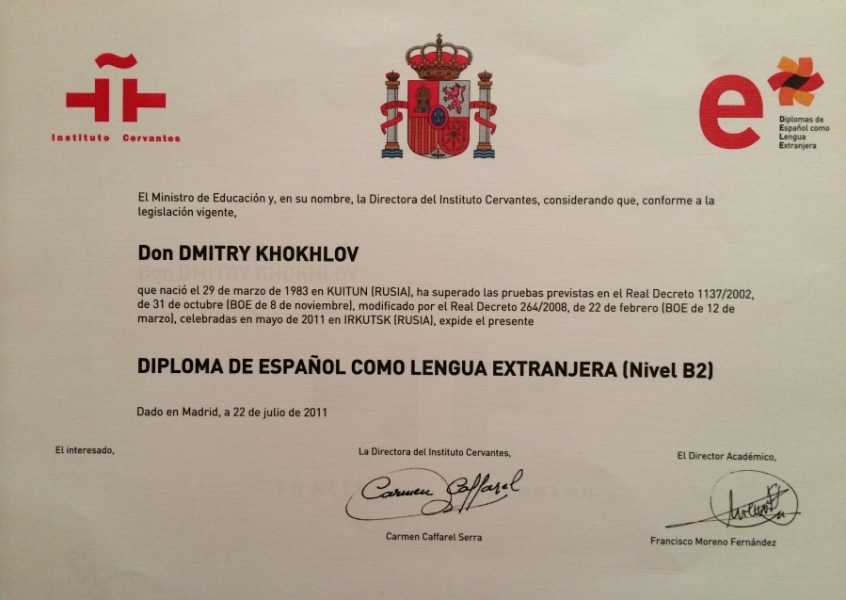 Instituto Cervantes
e
Diplomas de
Español como
Lengua
Extranjera
El Ministro de Educación y, en su nombre, la Directora del Instituto Cervantes, considerando que, conforme a la
legislación vigente,
Don DMITRY KHOKHLOV
que nació el 29 de marzo de 1983 en KUITUN (RUSIA), ha superado las pruebas previstas en el Real Decreto 1137/2002,
de 31 de octubre (BOE de 8 de noviembre), modificado por el Real Decreto 264/2008, de 22 de febrero (BOE de 12 de
marzo), celebradas en mayo de 2011 en IRKUTSK (RUSIA), expide el presente
DIPLOMA DE ESPAÑOL COMO LENGUA EXTRANJERA (Nivel B2)
Dado en Madrid, a 22 de julio de 2011
El interesado,
La Directora del Instituto Cervantes,
El Director Académico,
Carmen Caffarel
Carmen Caffarel Serra
Francisco Moreno Fernández